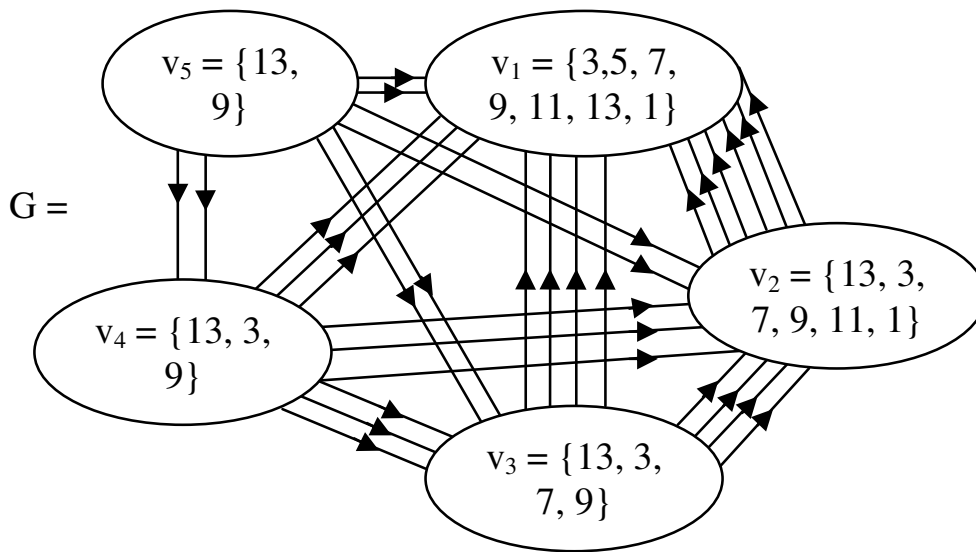 v₅ = {13,
9}
v₁ = {3,5, 7,
9, 11, 13, 1}
G =
v₂ = {13, 3,
7, 9, 11, 1}
v₄ = {13, 3,
9}
v₃ = {13, 3,
7, 9}